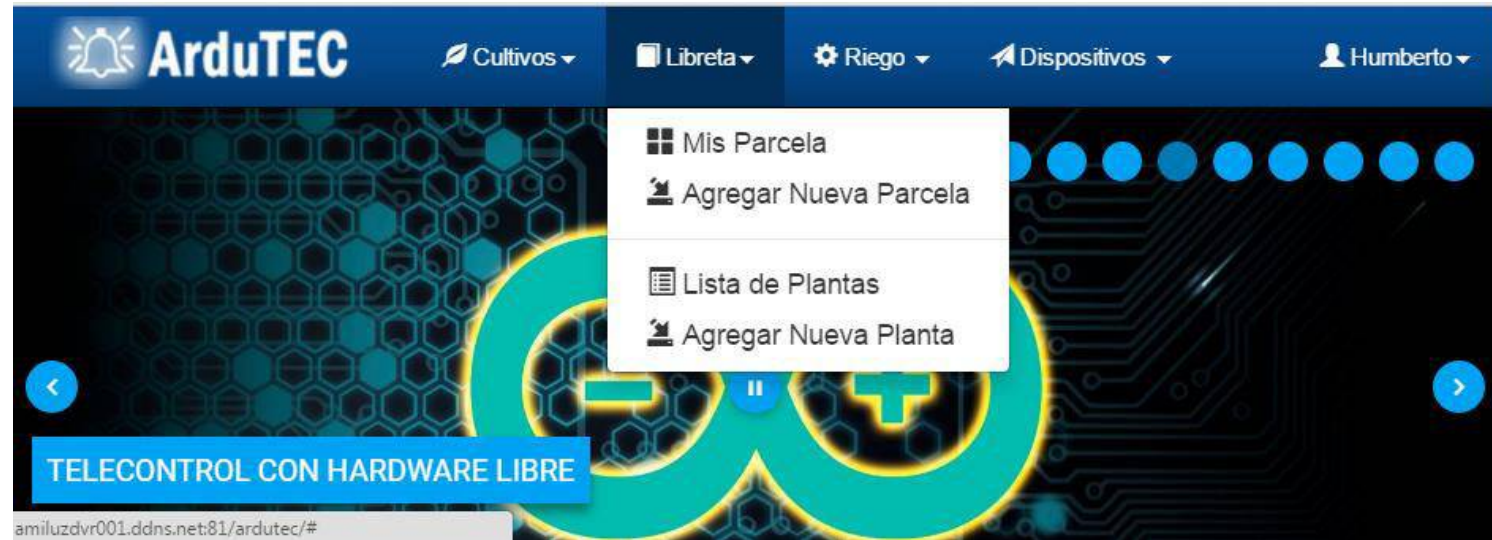 ArduTEC Cultivos Libreta Riego Dispositivos Humberto
Mis Parcela
Agregar Nueva Parcela
Lista de Plantas
Agregar Nueva Planta
TELECONTROL CON HARDWARE LIBRE
amiluzdvr001.ddns.net:81/ardutec/#